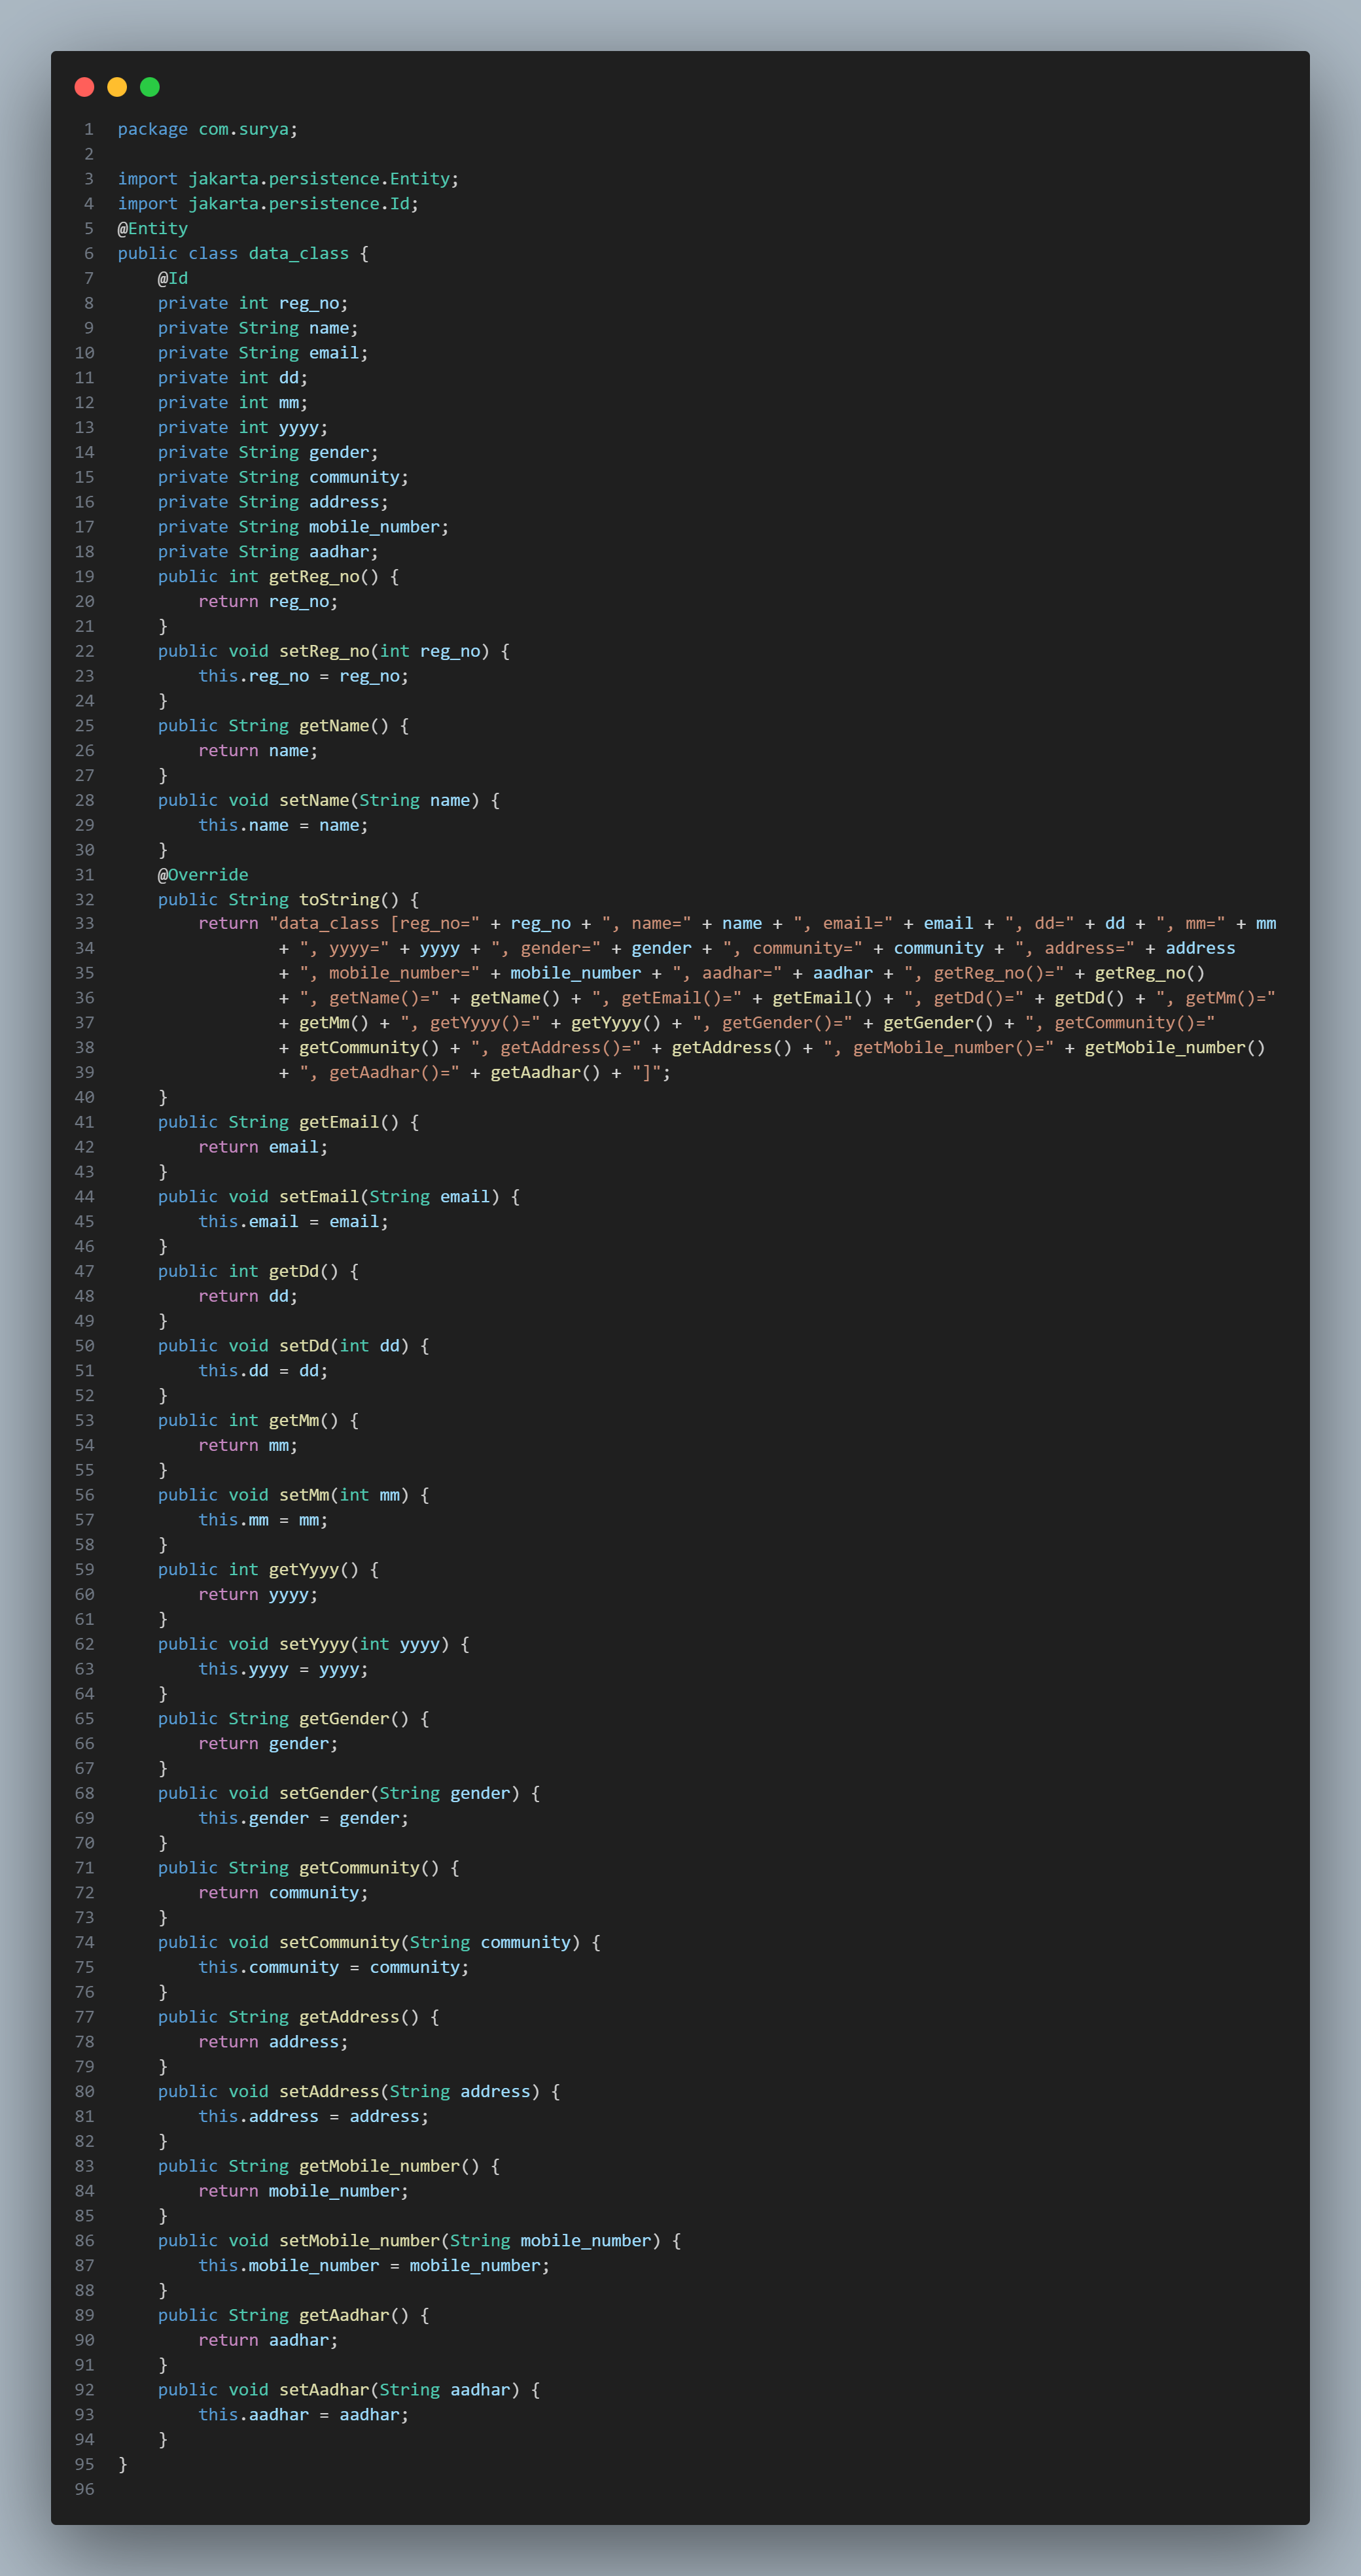 1 package com.surya;
2
3 import jakarta.persistence.Entity;
4 import jakarta.persistence.Id;
5 @Entity
6 public class data_class {
7     @Id
8     private int reg_no;
9     private String name;
10     private String email;
11     private int dd;
12     private int mm;
13     private int yyyy;
14     private String gender;
15     private String community;
16     private String address;
17     private String mobile_number;
18     private String aadhar;
19     public int getReg_no() {
20         return reg_no;
21     }
22     public void setReg_no(int reg_no) {
23         this.reg_no = reg_no;
24     }
25     public String getName() {
26         return name;
27     }
28     public void setName(String name) {
29         this.name = name;
30     }
31     @Override
32     public String toString() {
33         return "data_class [reg_no=" + reg_no + ", name=" + name + ", email=" + email + ", dd=" + dd + ", mm=" + mm
34                 + ", yyyy=" + yyyy + ", gender=" + gender + ", community=" + community + ", address=" + address
35                 + ", mobile_number=" + mobile_number + ", aadhar=" + aadhar + ", getReg_no()=" + getReg_no()
36                 + ", getName()=" + getName() + ", getEmail()=" + getEmail() + ", getDd()=" + getDd() + ", getMm()="
37                 + getMm() + ", getYyyy()=" + getYyyy() + ", getGender()=" + getGender() + ", getCommunity()="
38                 + getCommunity() + ", getAddress()=" + getAddress() + ", getMobile_number()=" + getMobile_number()
39                 + ", getAadhar()=" + getAadhar() + "]";
40     }
41     public String getEmail() {
42         return email;
43     }
44     public void setEmail(String email) {
45         this.email = email;
46     }
47     public int getDd() {
48         return dd;
49     }
50     public void setDd(int dd) {
51         this.dd = dd;
52     }
53     public int getMm() {
54         return mm;
55     }
56     public void setMm(int mm) {
57         this.mm = mm;
58     }
59     public int getYyyy() {
60         return yyyy;
61     }
62     public void setYyyy(int yyyy) {
63         this.yyyy = yyyy;
64     }
65     public String getGender() {
66         return gender;
67     }
68     public void setGender(String gender) {
69         this.gender = gender;
70     }
71     public String getCommunity() {
72         return community;
73     }
74     public void setCommunity(String community) {
75         this.community = community;
76     }
77     public String getAddress() {
78         return address;
79     }
80     public void setAddress(String address) {
81         this.address = address;
82     }
83     public String getMobile_number() {
84         return mobile_number;
85     }
86     public void setMobile_number(String mobile_number) {
87         this.mobile_number = mobile_number;
88     }
89     public String getAadhar() {
90         return aadhar;
91     }
92     public void setAadhar(String aadhar) {
93         this.aadhar = aadhar;
94     }
95 }
96